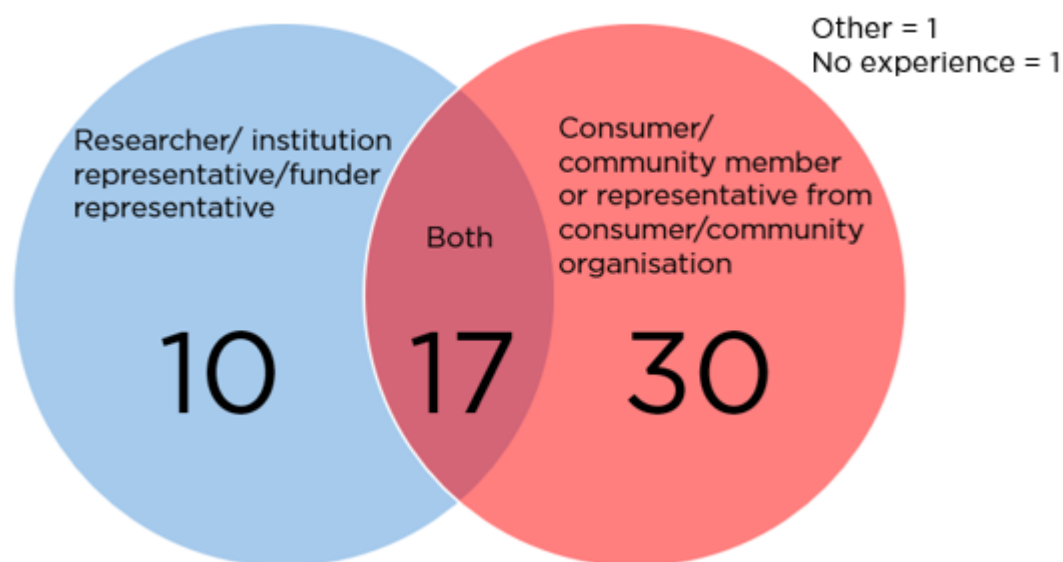 Other = 1
No experience = 1
Researcher/ institution
representative/funder
representative
Both
Consumer/
community member
or representative from
consumer/community
organisation
10
17
30